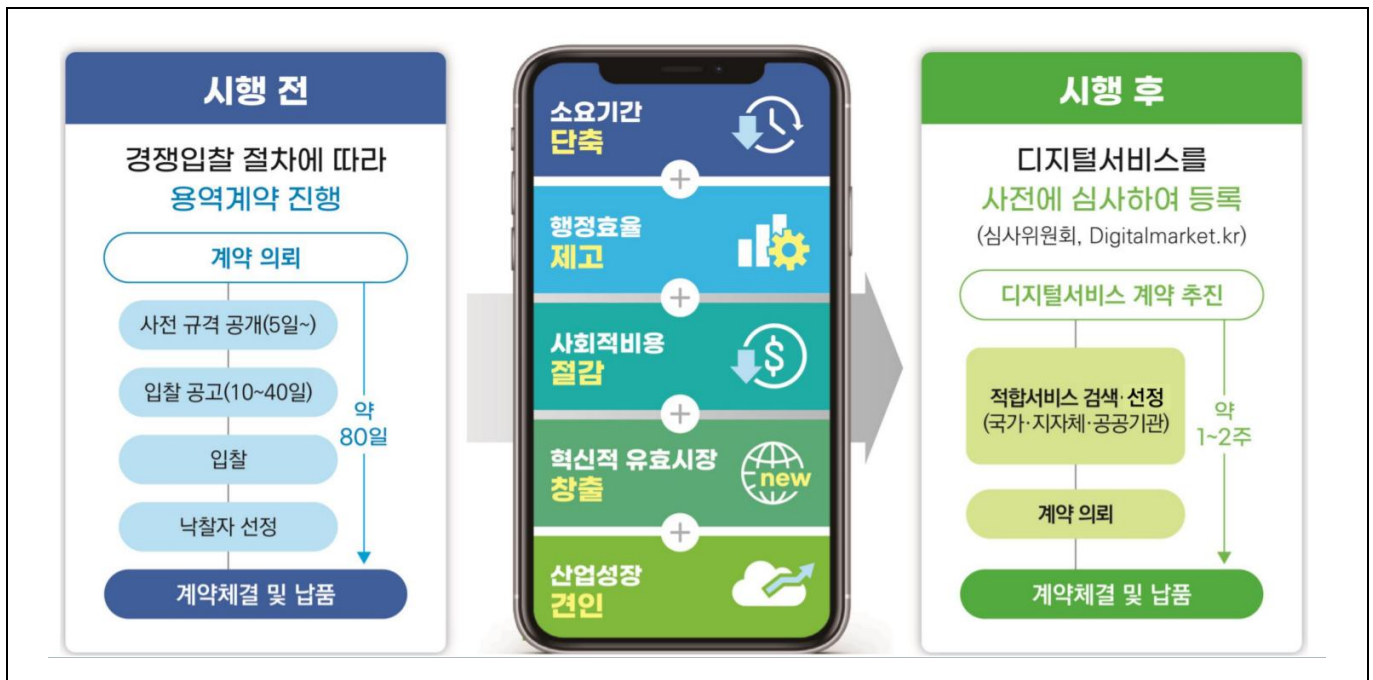 시행 전
경쟁입찰 절차에 따라
용역계약 진행
계약 의뢰
사전 규격 공개(5일~)
입찰 공고(10~40일)
입찰
낙찰자 선정
약
80일
계약체결 및 납품
소요기간
단축
+
행정효율
제고
+
사회적비용
절감
$
+
혁신적 유효시장
창출
new
+
산업성장
견인
시행 후
디지털서비스를
사전에 심사하여 등록
(심사위원회, Digitalmarket.kr)
디지털서비스 계약 추진
적합서비스 검색·선정
(국가·지자체·공공기관)
약
1~2주
계약 의뢰
계약체결 및 납품